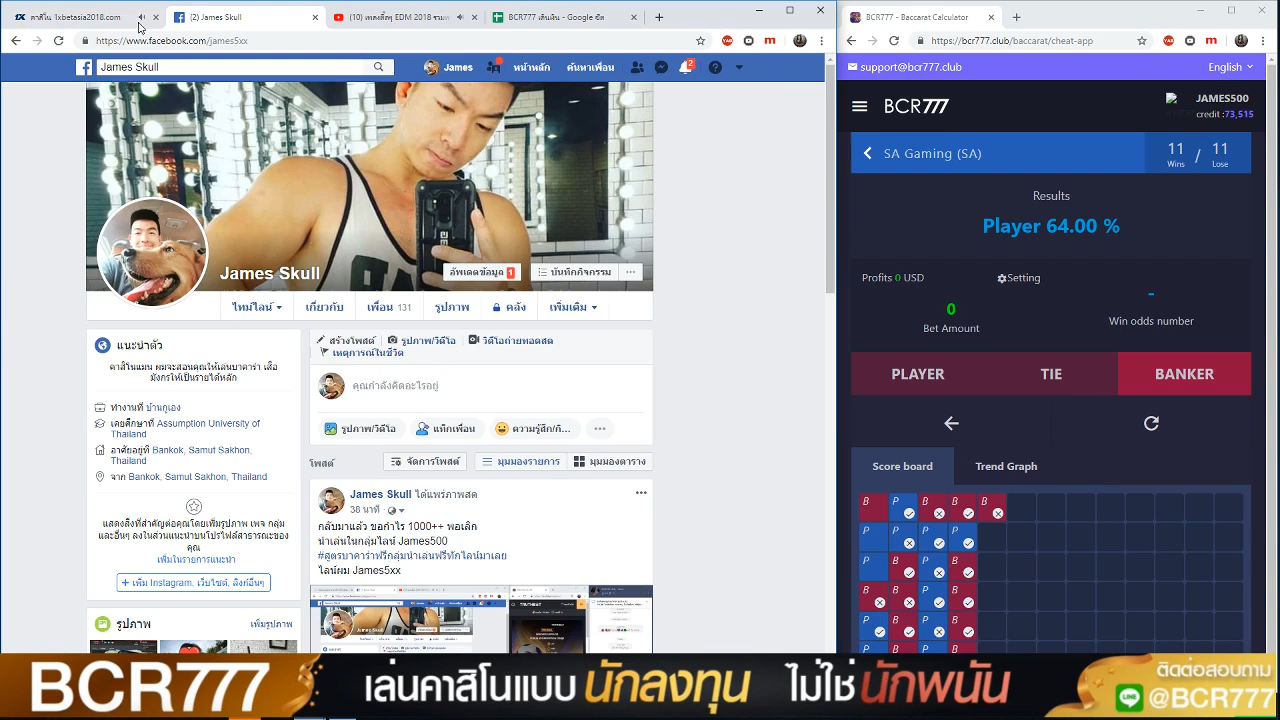 คาสิโน 1xbetasia2018.com
(2) James Skull
(10) เพลงตื๊ดๆ EDM 2018 รวมท
BCR777 เดินเงิน - Google ชีต
https://www.facebook.com/james5xx
James Skull
James
หน้าหลัก
ค้นหาเพื่อน
2
James Skull
อัพเดตข้อมูล 1
บันทึกกิจกรรม
ไทม์ไลน์
เกี่ยวกับ
เพื่อน 131
รูปภาพ
คลัง
เพิ่มเติม
แนะนำตัว
คาสิโนแมน ผมจะสอนคุณให้เล่นบาคาร่า เสือ
มังกรให้เป็นรายได้หลัก
ทำงานที่ บ้านกูเอง
เคยศึกษาที่ Assumption University of
Thailand
อาศัยอยู่ที่ Bankok, Samut Sakhon,
Thailand
จาก Bankok, Samut Sakhon, Thailand
แสดงสิ่งที่สำคัญต่อคุณโดยเพิ่มรูปภาพ เพจ กลุ่ม
และอื่นๆ ลงในส่วนแนะนำบนโปรไฟล์สาธารณะของ
คุณ
เพิ่มในรายการแนะนำ
+ เพิ่ม Instagram, เว็บไซต์, ลิงก์อื่นๆ
รูปภาพ
เพิ่มรูปภาพ
สร้างโพสต์
รูปภาพ/วิดีโอ
วิดีโอถ่ายทอดสด
เหตุการณ์ในชีวิต
คุณกำลังคิดอะไรอยู่
รูปภาพ/วิดีโอ
แท็กเพื่อน
ความรู้สึก/กิ...
โพสต์
จัดการโพสต์
มุมมองรายการ
มุมมองตาราง
James Skull ได้แพร่ภาพสด
38 นาที
กลับมาแล้ว ขอกำไร 1000++ พอเลิก
นำเล่นในกลุ่มไลน์ James500
#สูตรบาคาร่าฟรีกลุ่มนำเล่นฟรีทักไลน์มาเลย
ไลน์ผม James5xx
BCR777 - Baccarat Calculator
https://bcr777.club/baccarat/cheat-app
support@bcr777.club
English
BCR777
JAMES500
credit :73,515
SA Gaming (SA)
11 / 11
Wins Lose
Results
Player 64.00 %
Profits 0 USD
Setting
0
Bet Amount
-
Win odds number
PLAYER
TIE
BANKER
Score board
Trend Graph
B P B B B
P P P P
P B P B
B B P B
P B P B
BCR777
เล่นคาสิโนแบบ นักลงทุน ไม่ใช่ นักพนัน
ติดต่อสอบถาม
LINE @BCR777